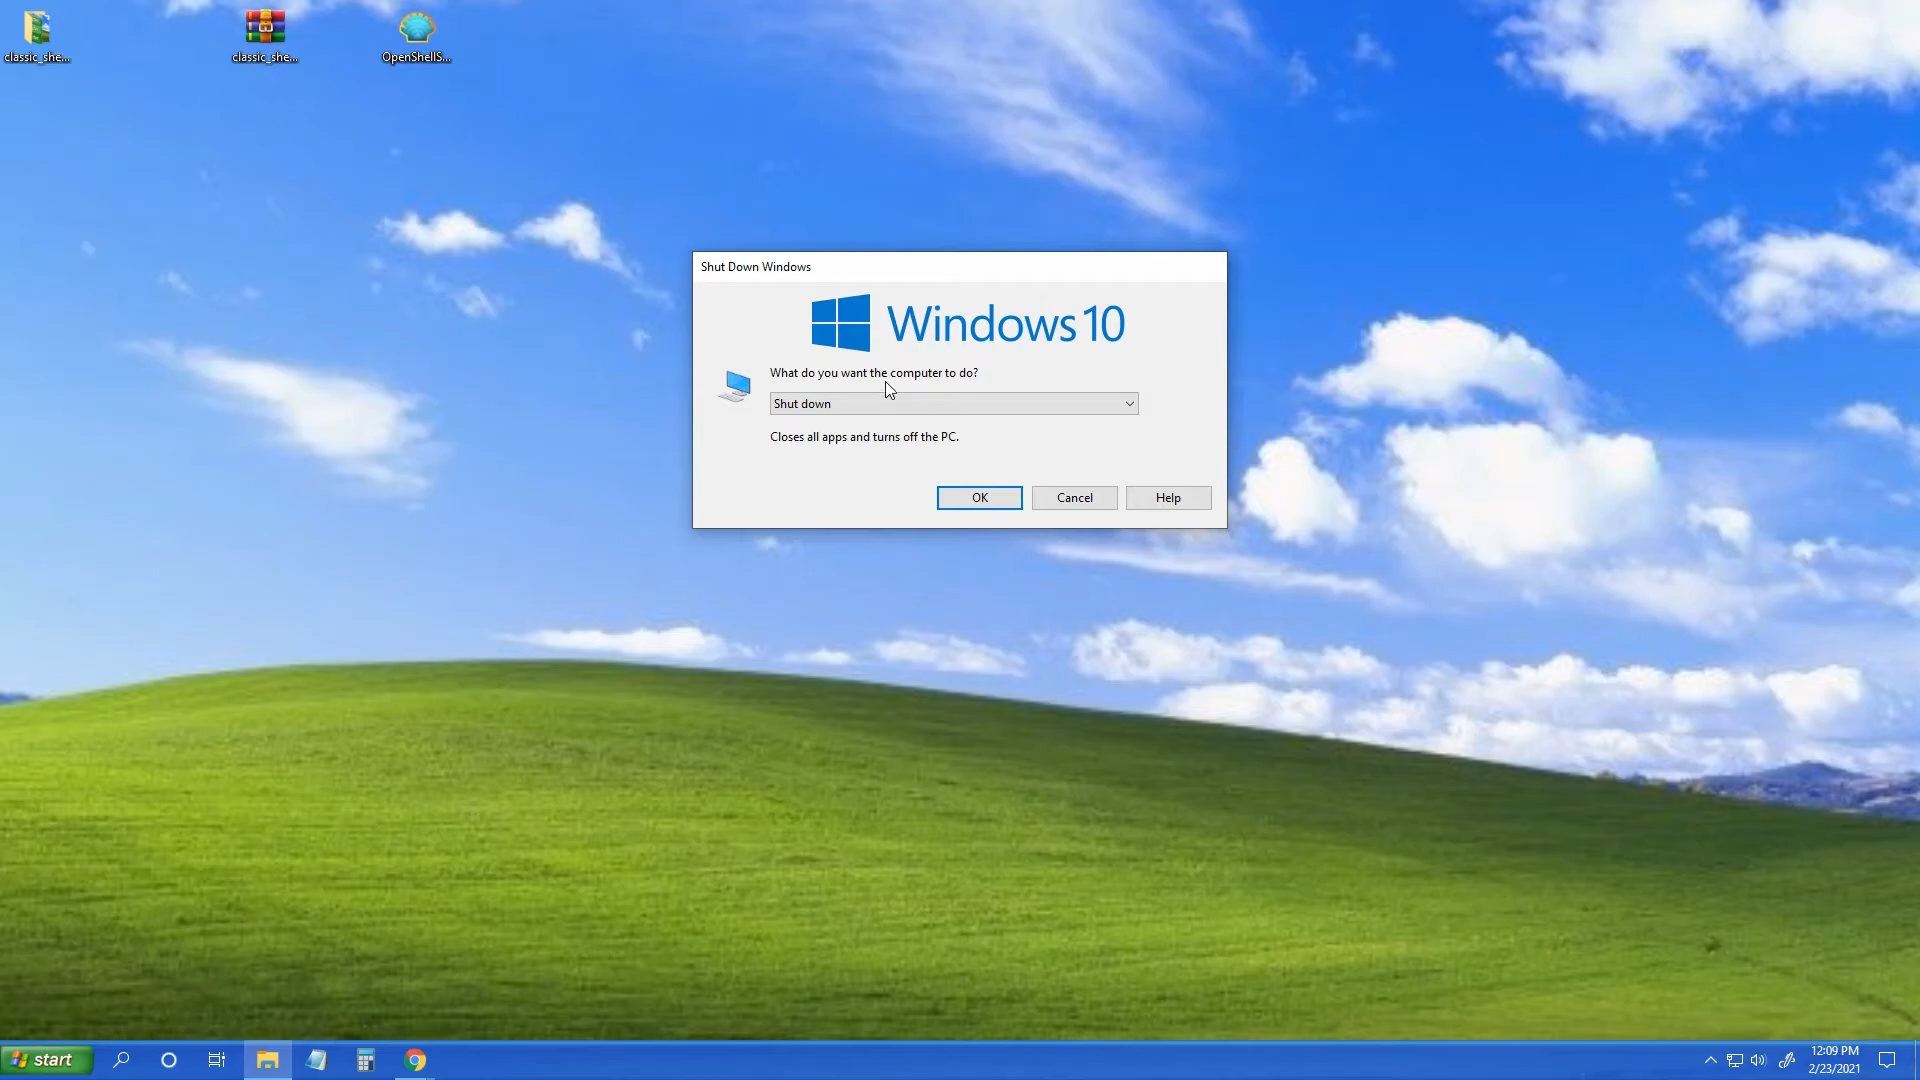 classic_she...
classic_she...
OpenShellS...
Shut Down Windows
Windows 10
What do you want the computer to do?
Shut down
Closes all apps and turns off the PC.
OK
Cancel
Help
start
12:09 PM
2/23/2021